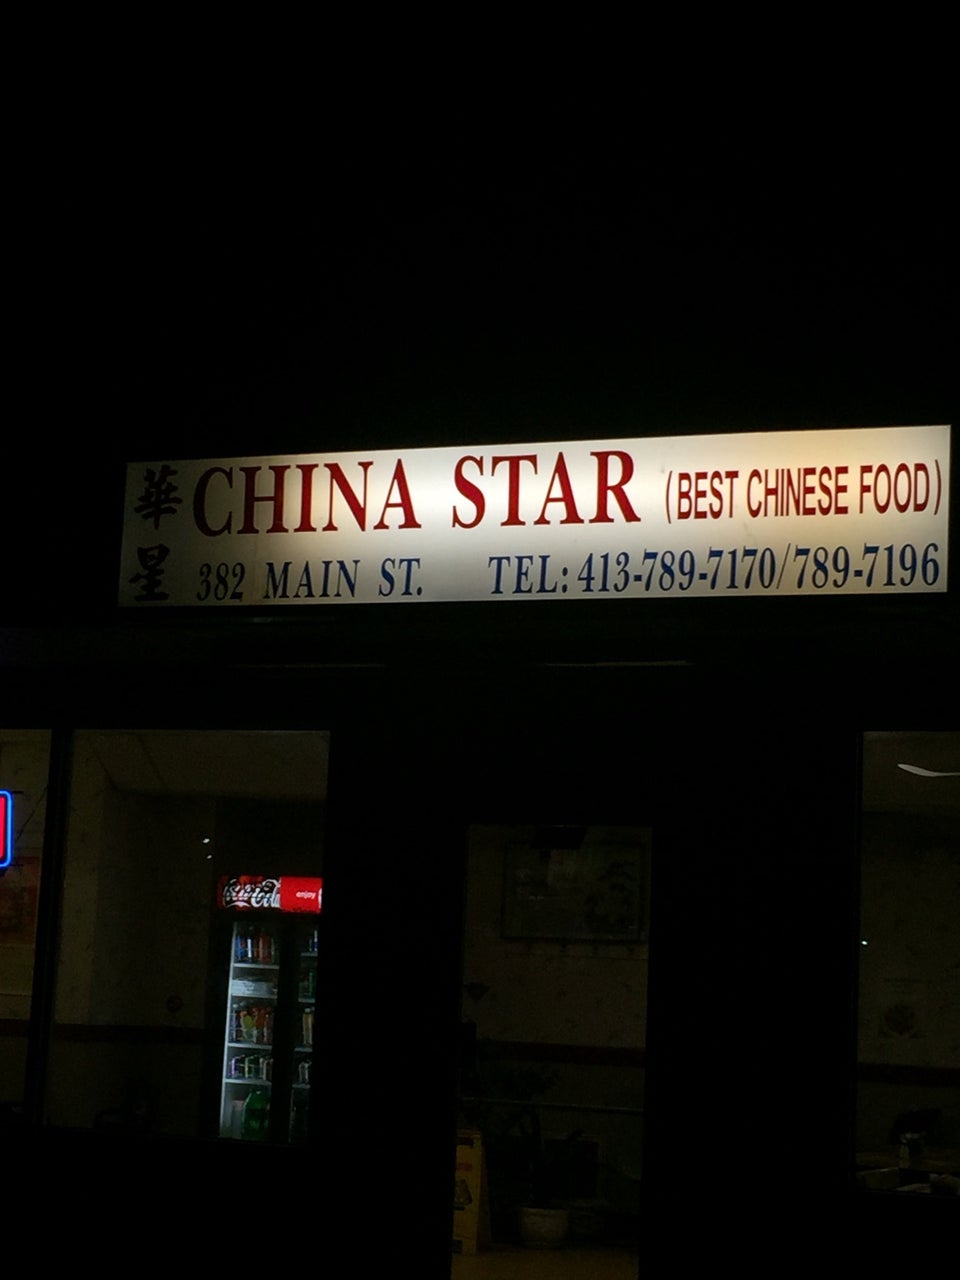 華星
CHINA STAR (BEST CHINESE FOOD)
382 MAIN ST. TEL: 413-789-7170/789-7196
Coca-Cola enjoy